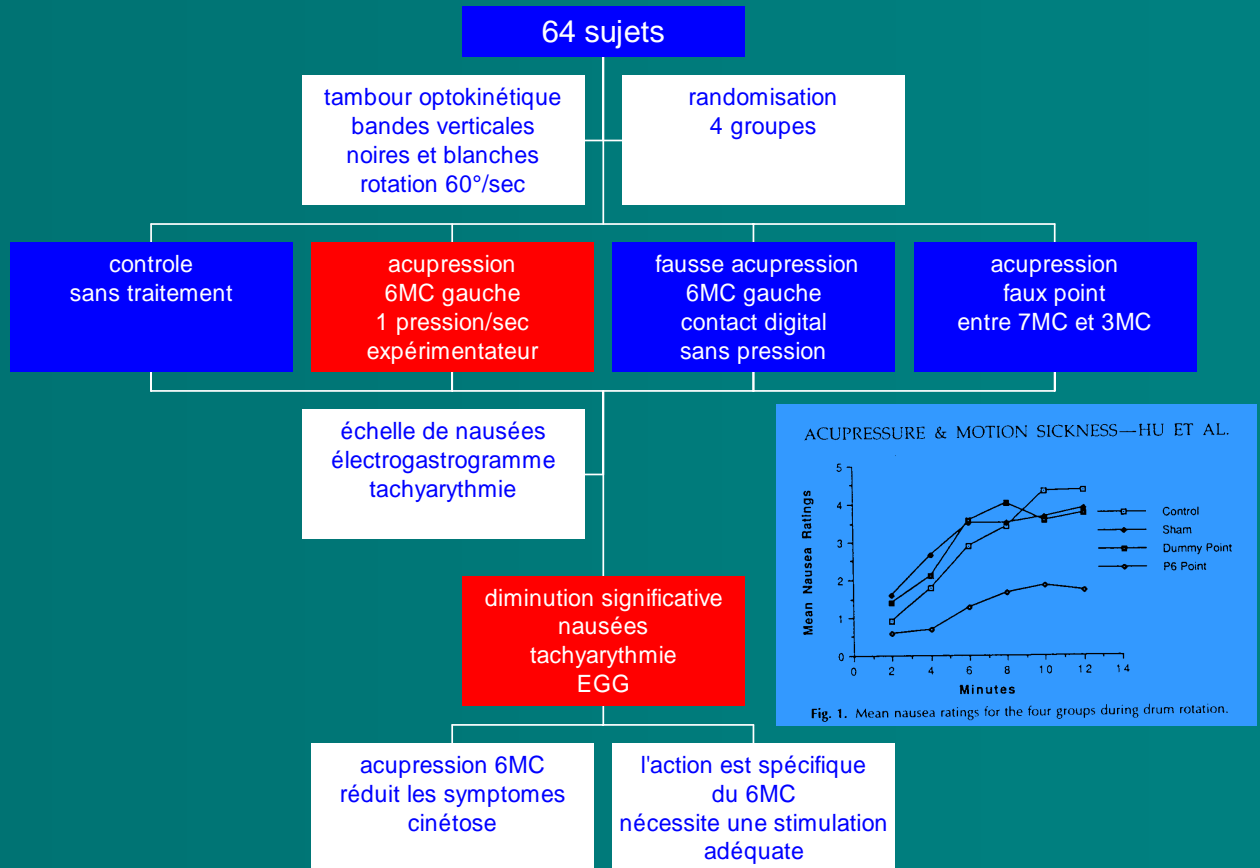 64 sujets
tambour optokinétique
bandes verticales
noires et blanches
rotation 60°/sec
randomisation
4 groupes
controle
sans traitement
acupression
6MC gauche
1 pression/sec
expérimentateur
fausse acupression
6MC gauche
contact digital
sans pression
acupression
faux point
entre 7MC et 3MC
échelle de nausées
électrogastrogramme
tachyarythmie
ACUPRESSURE & MOTION SICKNESS—HU ET AL.
Mean Nausea Ratings
5
4
3
2
1
0
0 2 4 6 8 10 12 14
Minutes
Control
Sham
Dummy Point
P6 Point
Fig. 1. Mean nausea ratings for the four groups during drum rotation.
diminution significative
nausées
tachyarythmie
EGG
acupression 6MC
réduit les symptomes
cinétose
l'action est spécifique
du 6MC
nécessite une stimulation
adéquate